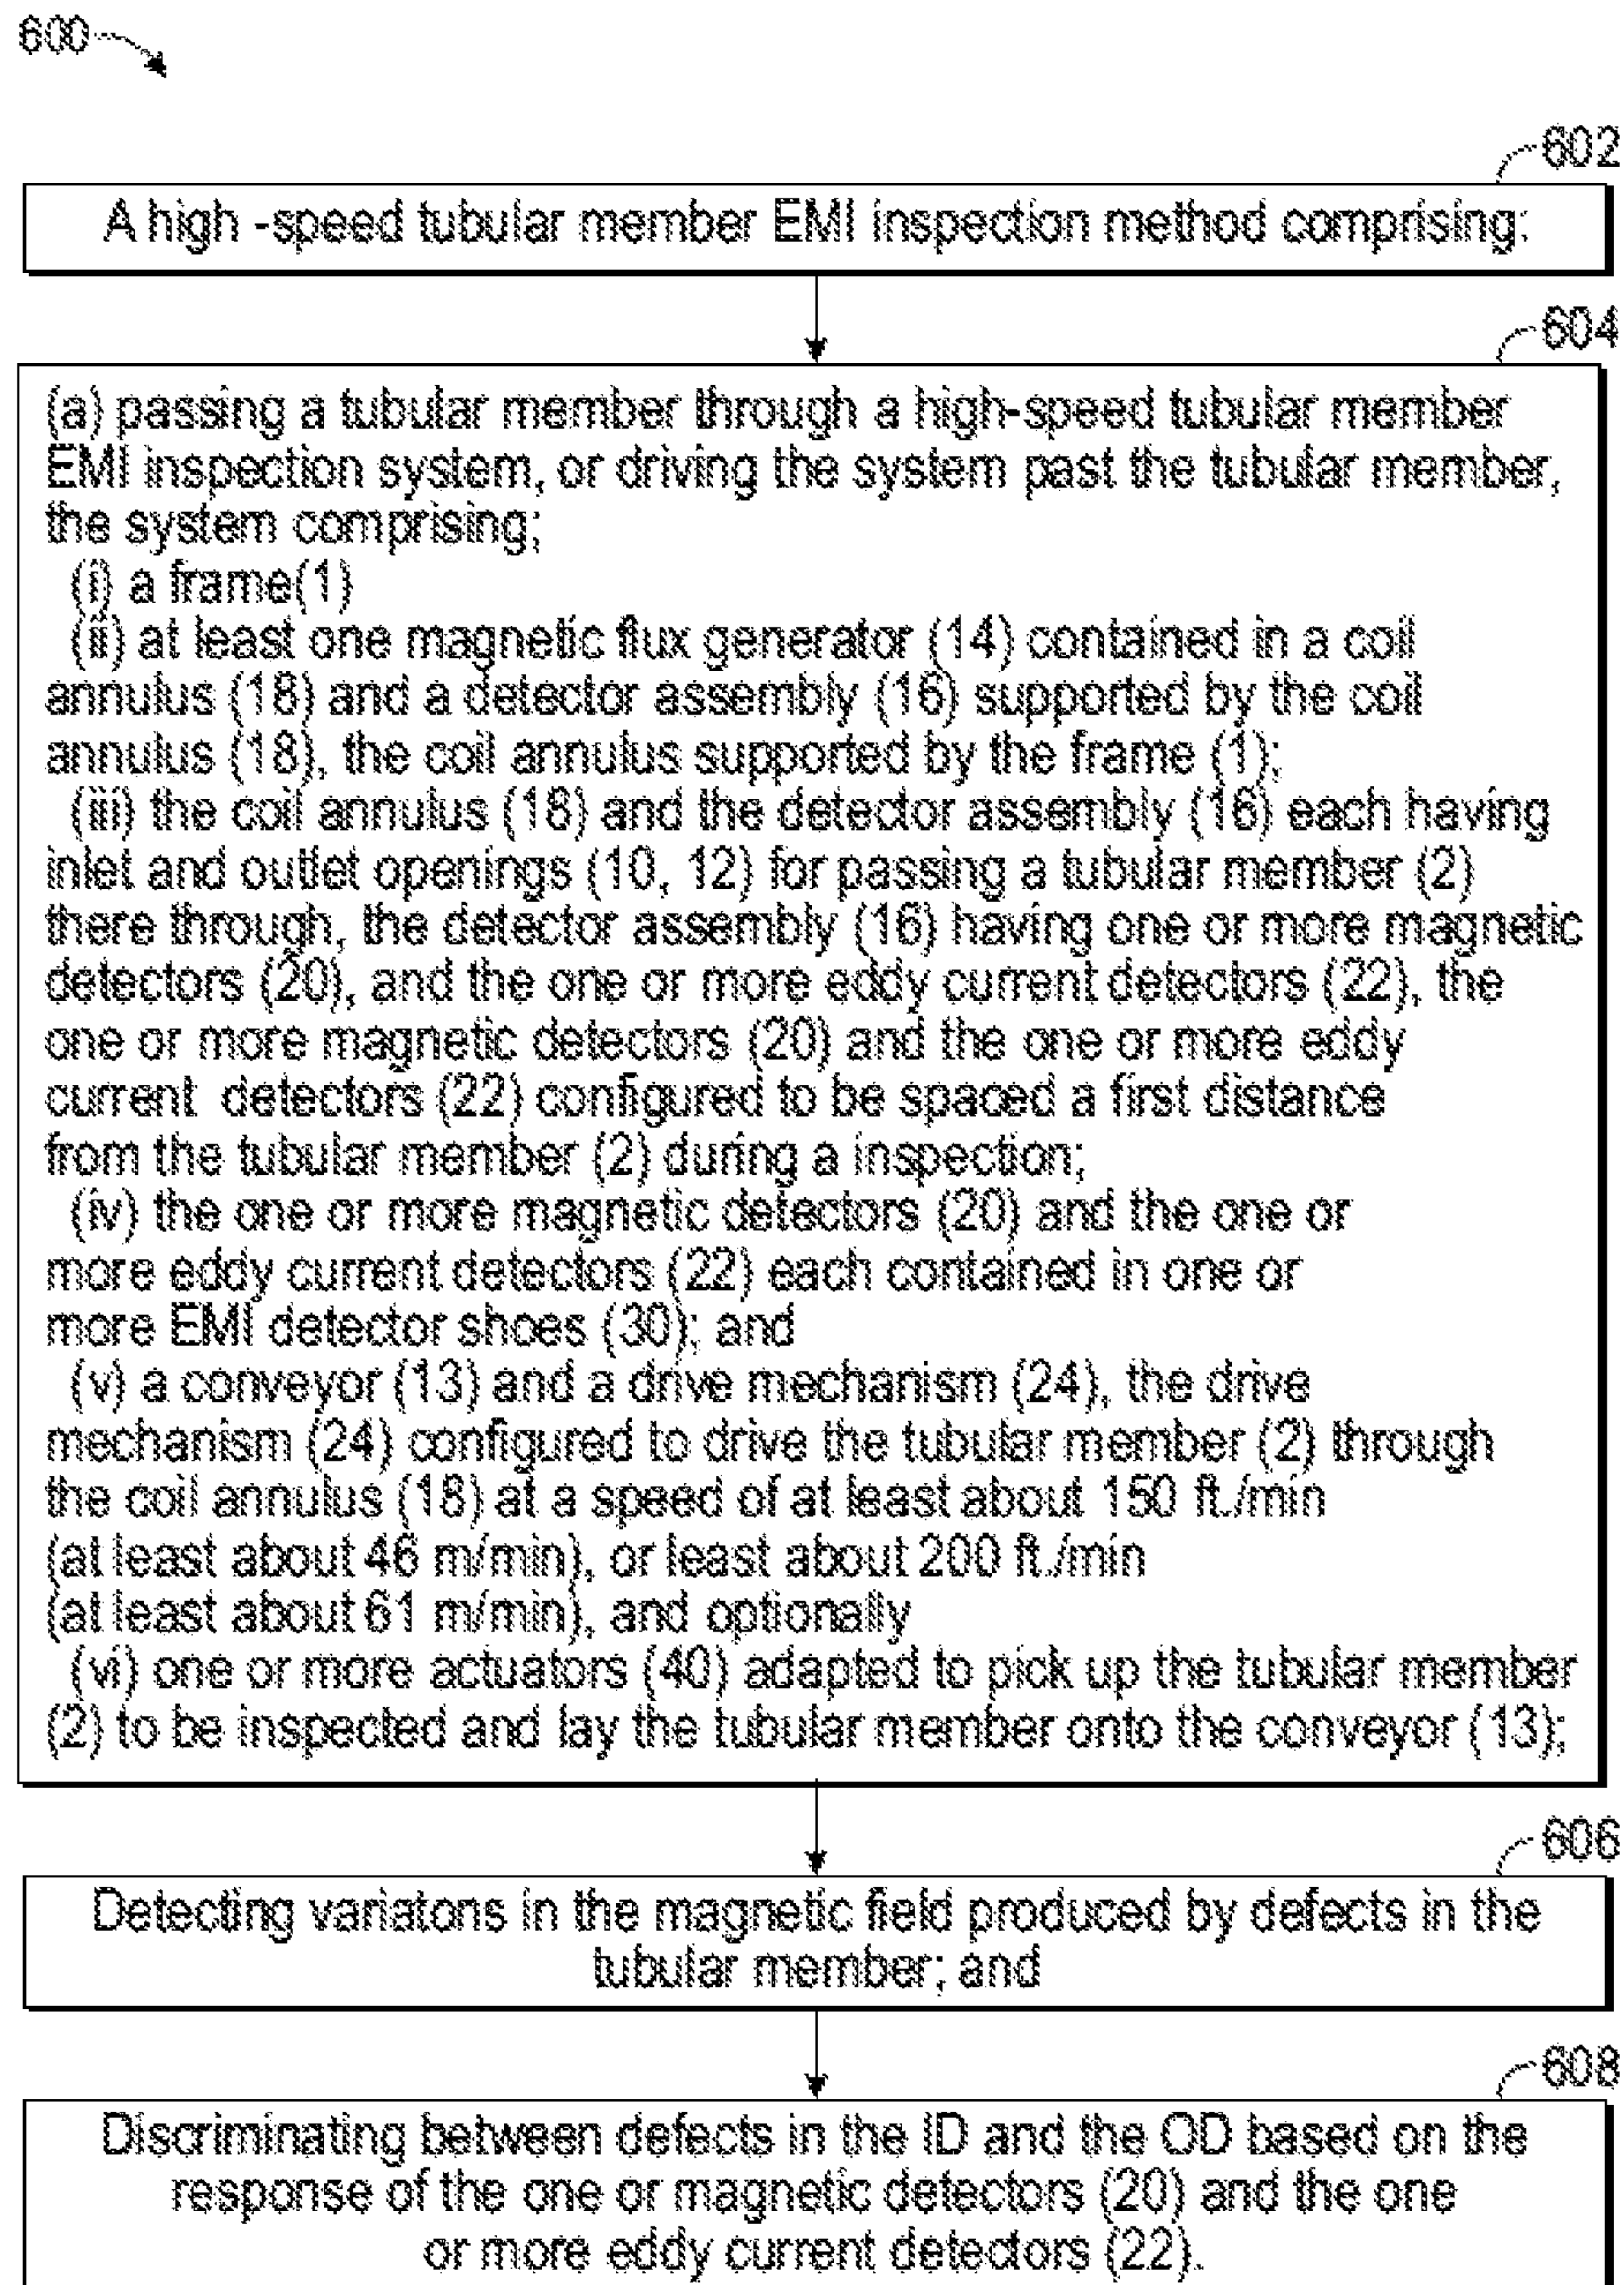 600
602
A high -speed tubular member EMI inspection method comprising:
604
(a) passing a tubular member through a high-speed tubular member
EMI inspection system, or driving the system past the tubular member,
the system comprising;
(i) a frame(1)
(ii) at least one magnetic flux generator (14) contained in a coil
annulus (18) and a detector assembly (16) supported by the coil
annulus (18), the coil annulus supported by the frame (1);
(iii) the coil annulus (18) and the detector assembly (16) each having
inlet and outlet openings (10, 12) for passing a tubular member (2)
there through, the detector assembly (16) having one or more magnetic
detectors (20), and the one or more eddy current detectors (22), the
one or more magnetic detectors (20) and the one or more eddy
current detectors (22) configured to be spaced a first distance
from the tubular member (2) during a inspection;
(iv) the one or more magnetic detectors (20) and the one or
more eddy current detectors (22) each contained in one or
more EMI detector shoes (30); and
(v) a conveyor (13) and a drive mechanism (24), the drive
mechanism (24) configured to drive the tubular member (2) through
the coil annulus (18) at a speed of at least about 150 ft./min
(at least about 46 m/min), or least about 200 ft./min
(at least about 61 m/min), and optionally
(vi) one or more actuators (40) adapted to pick up the tubular member
(2) to be inspected and lay the tubular member onto the conveyor (13);
606
Detecting variatons in the magnetic field produced by defects in the
tubular member; and
608
Discriminating between defects in the ID and the OD based on the
response of the one or magnetic detectors (20) and the one
or more eddy current detectors (22).